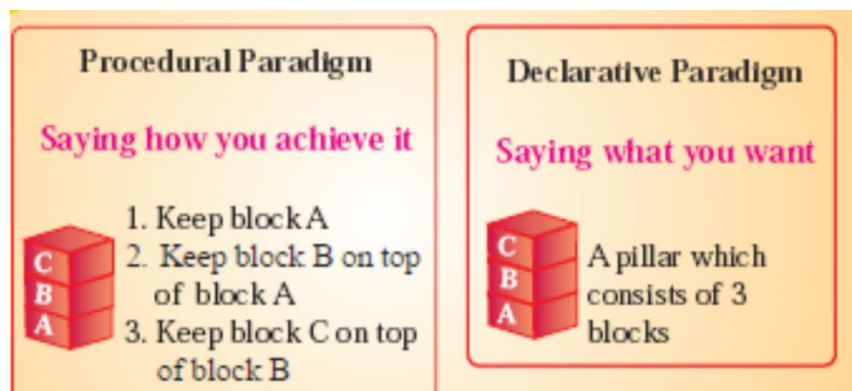 Procedural Paradigm
Saying how you achieve it
C
B
A
1. Keep block A
2. Keep block B on top
of block A
3. Keep block C on top
of block B
Declarative Paradigm
Saying what you want
C
B
A
A pillar which
consists of 3
blocks